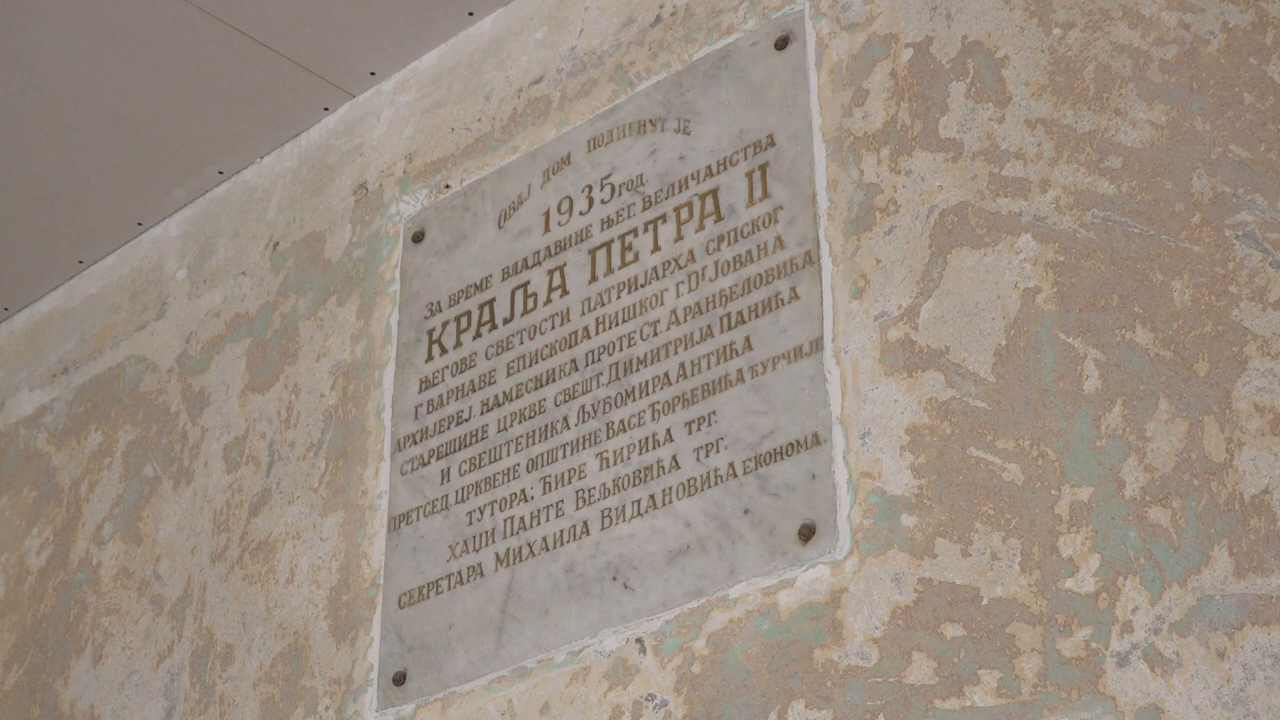 ОВАЈ ДОМ ПОДИГНУТ ЈЕ
1935 ГОД.
ЗА ВРЕМЕ ВЛАДАВИНЕ ЊЕГ. ВЕЛИЧАНСТВА
КРАЉА ПЕТРА II
ЊЕГОВЕ СВЕТОСТИ ПАТРИЈАРХА СРПСКОГ
Г. ВАРНАВЕ ЕПИСКОПА НИШКОГ Г. Dr ЈОВАНА
АРХИЈЕРЕЈ. НАМЕСНИКА ПРОТЕ СТ. АРАНЂЕЛОВИЋА
СТАРЕШИНЕ ЦРКВЕ СВЕШТ. ДИМИТРИЈА ПАНИЋА
И СВЕШТЕНИКА ЉУБОМИРА АНТИЋА
ПРЕТСЕД. ЦРКВЕНЕ ОПШТИНЕ ВАСЕ ЂОРЂЕВИЋА ЋУРЧИЈЕ
ТУТОРА: ЋИРЕ ЋИРИЋА ТРГ.
ХАЏИ ПАНТЕ ВЕЉКОВИЋА ТРГ.
СЕКРЕТАРА МИХАИЛА ВИДАНОВИЋА ЕКОНОМА.